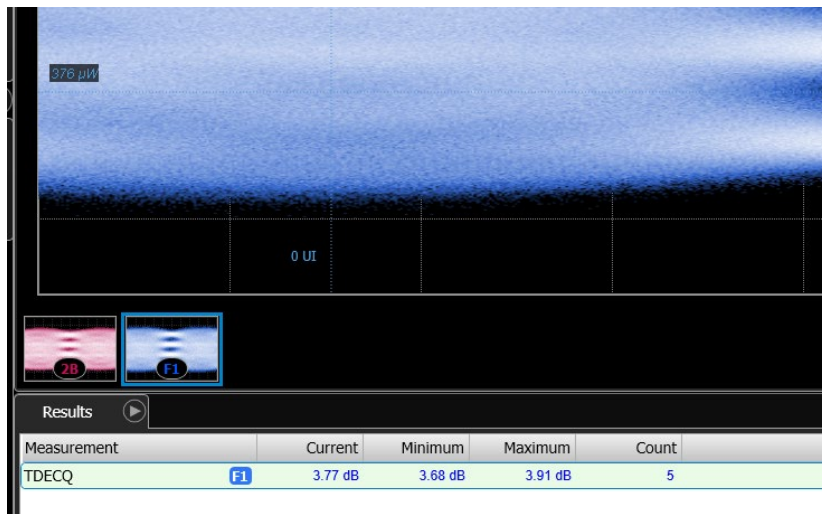 376 µW
0 UI
2B F1
Results
Measurement Current Minimum Maximum Count
TDECQ F1 3.77 dB 3.68 dB 3.91 dB 5